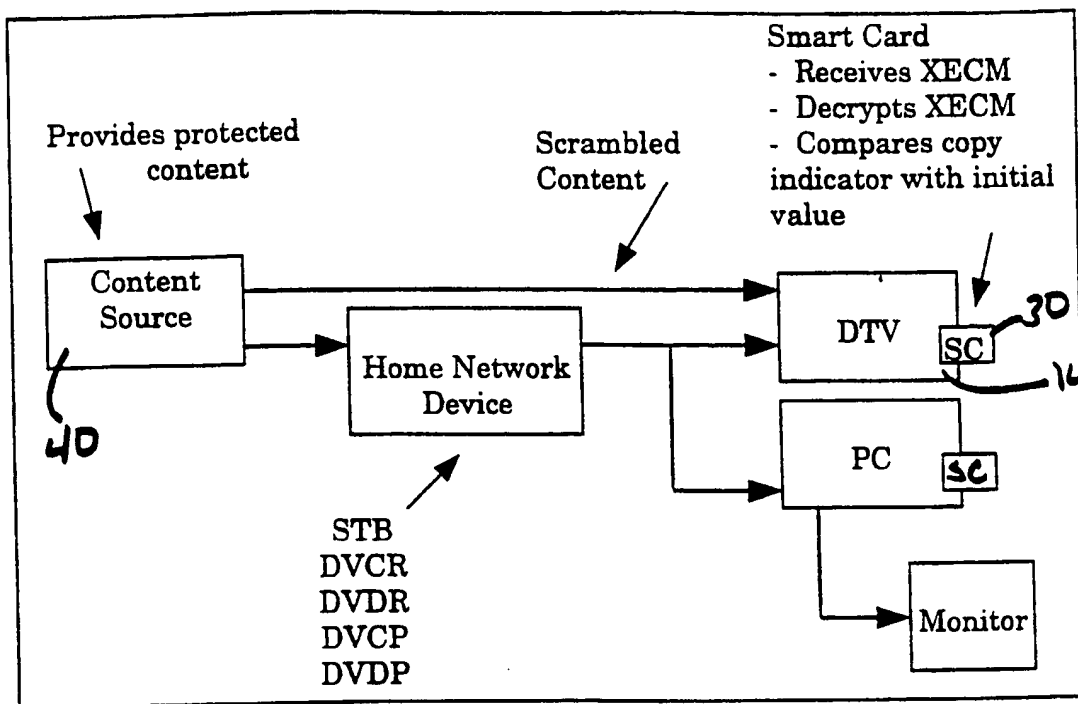 Smart Card
- Receives XECM
- Decrypts XECM
- Compares copy
indicator with initial
value
Provides protected
content
Scrambled
Content
Content
Source
40
Home Network
Device
DTV
SC
30
14
PC
SC
Monitor
STB
DVCR
DVDR
DVCP
DVDP